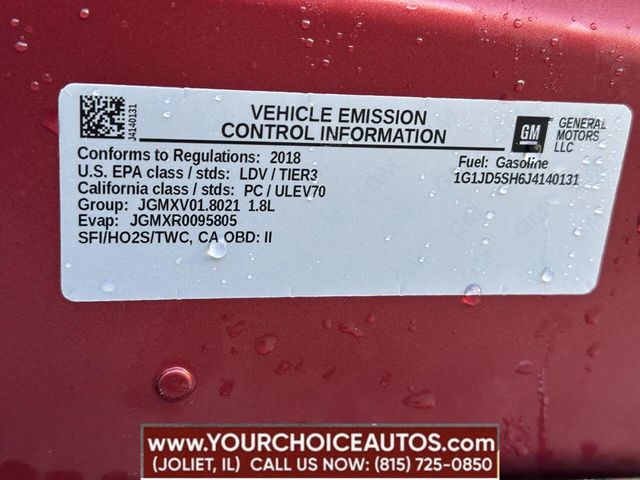 J4140131
VEHICLE EMISSION
CONTROL INFORMATION
GM
GENERAL
MOTORS
LLC
Conforms to Regulations: 2018
U.S. EPA class / stds: LDV / TIER3
California class / stds: PC / ULEV70
Group: JGMXV01.8021 1.8L
Evap: JGMXR0095805
SFI/HO2S/TWC, CA OBD: II
Fuel: Gasoline
1G1JD5SH6J4140131
WWW.YOURCHOICEAUTOS.COM
(JOLIET, IL) CALL US NOW: (815) 725-0850